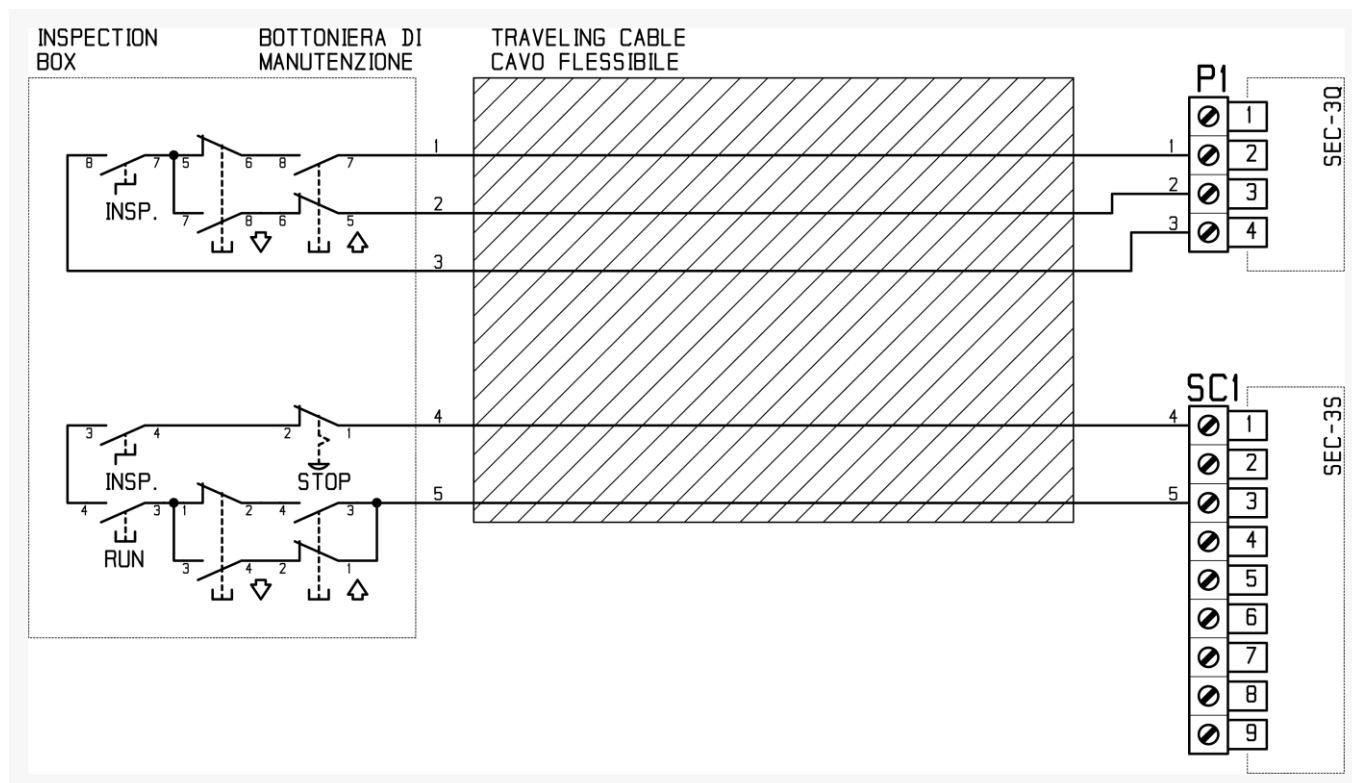 INSPECTION BOX
BOTTONIERA DI MANUTENZIONE
TRAVELING CABLE
CAVO FLESSIBILE
P1
SEC-3Q
1
1 1 2
2 2 3
3 3 4
8 7 5 6 8 7
INSP.
7 8 6 5
SC1
SEC-3S
4 4 1
2
5 5 3
4
5
6
7
8
9
3 4 2 1
INSP. STOP
4 3 1 2 4 3
RUN
3 4 2 1